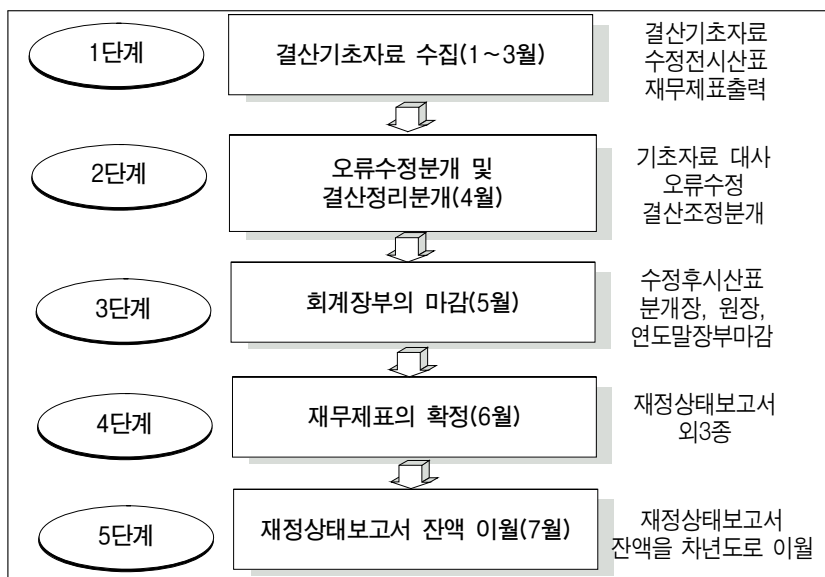 1단계
결산기초자료 수집(1~3월)
결산기초자료
수정전시산표
재무제표출력
2단계
오류수정분개 및
결산정리분개(4월)
기초자료 대사
오류수정
결산조정분개
3단계
회계장부의 마감(5월)
수정후시산표
분개장, 원장,
연도말장부마감
4단계
재무제표의 확정(6월)
재정상태보고서
외3종
5단계
재정상태보고서 잔액 이월(7월)
재정상태보고서
잔액을 차년도로 이월